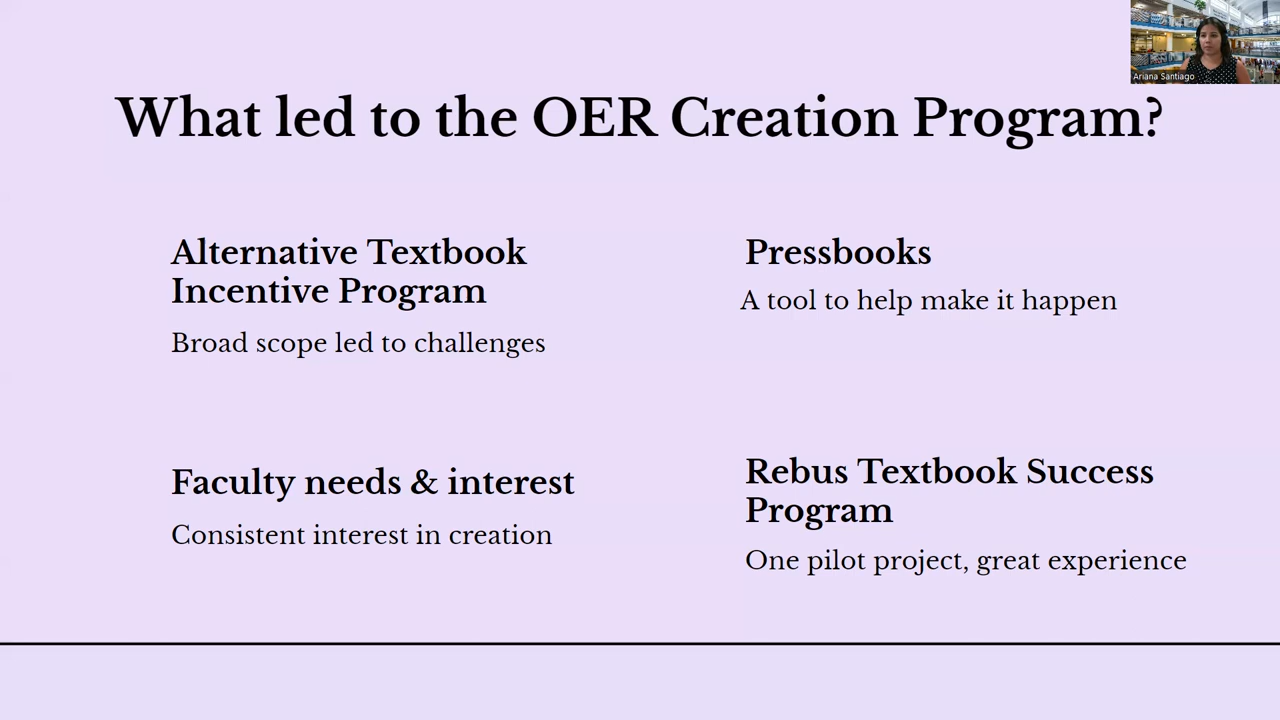 Ariana Santiago
What led to the OER Creation Program?
Alternative Textbook
Incentive Program
Broad scope led to challenges
Pressbooks
A tool to help make it happen
Faculty needs & interest
Consistent interest in creation
Rebus Textbook Success
Program
One pilot project, great experience